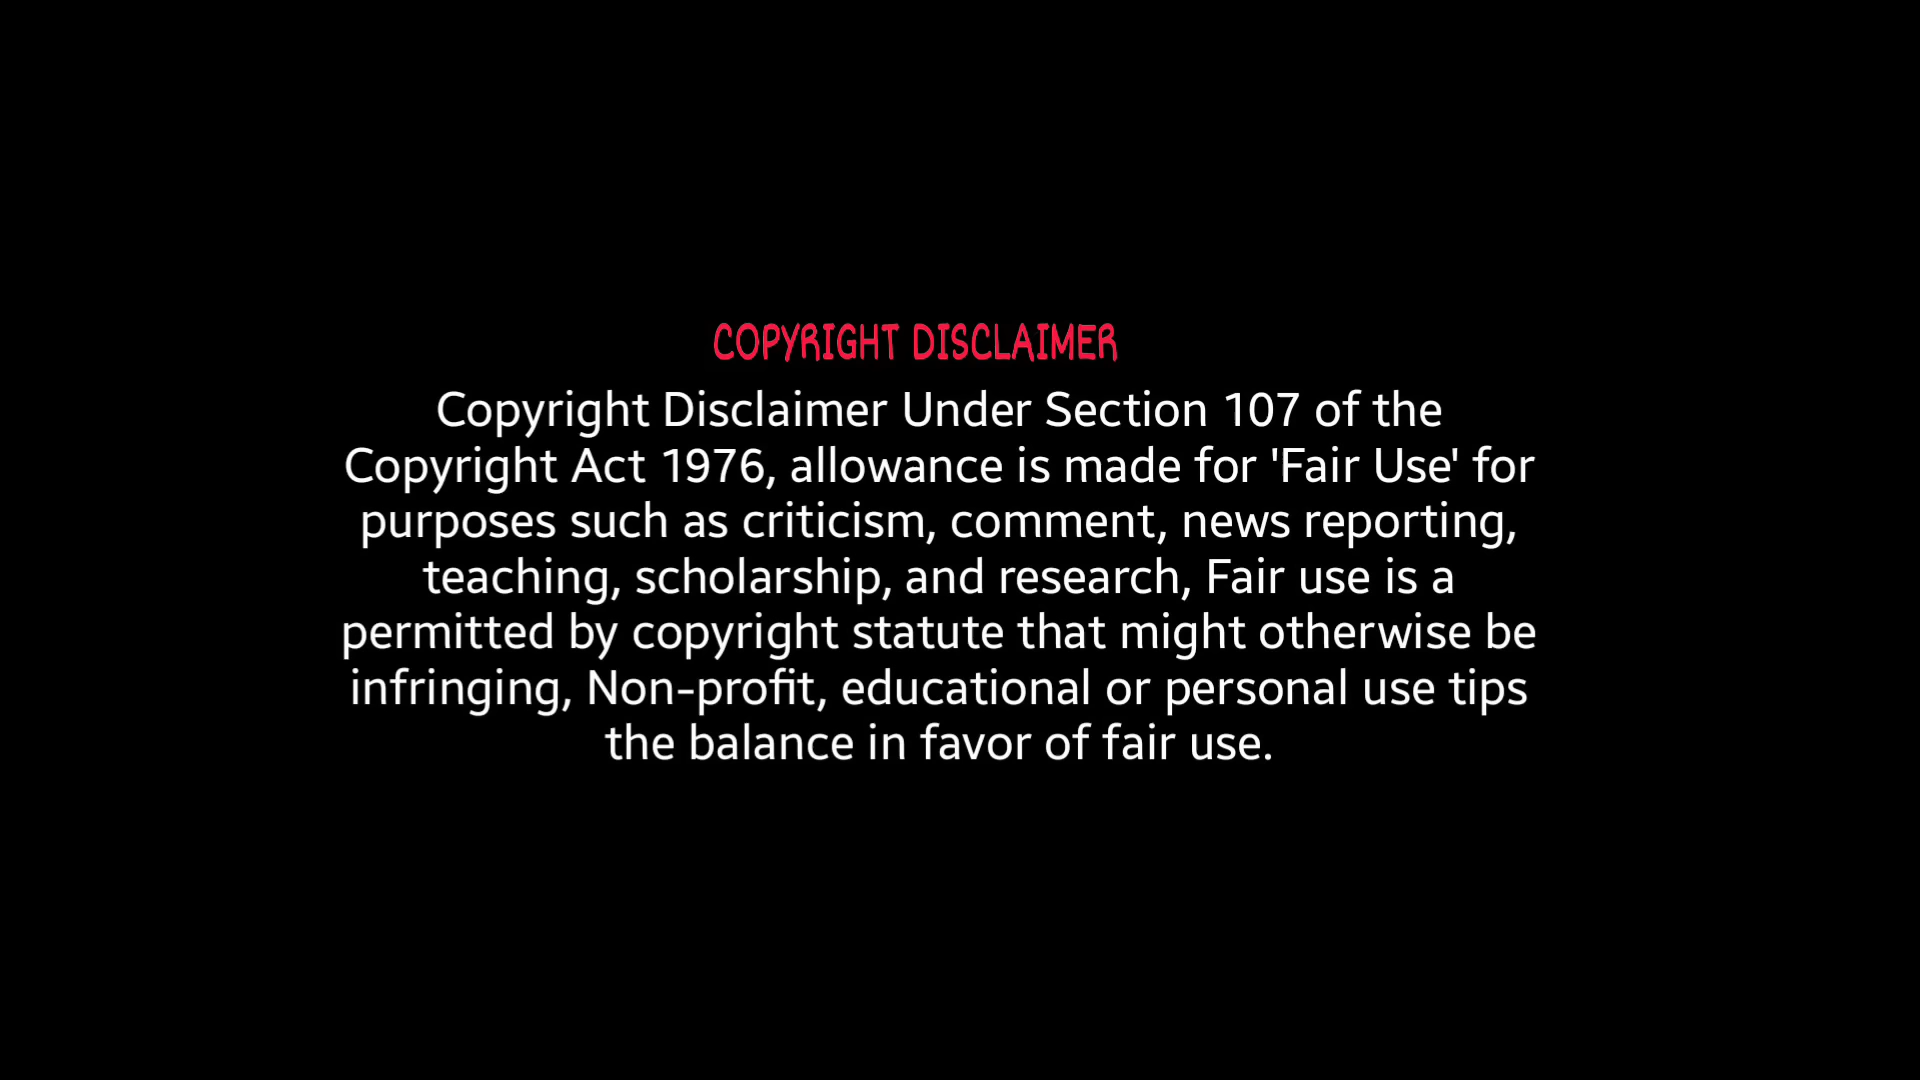 COPYRIGHT DISCLAIMER
Copyright Disclaimer Under Section 107 of the
Copyright Act 1976, allowance is made for 'Fair Use' for
purposes such as criticism, comment, news reporting,
teaching, scholarship, and research, Fair use is a
permitted by copyright statute that might otherwise be
infringing, Non-profit, educational or personal use tips
the balance in favor of fair use.